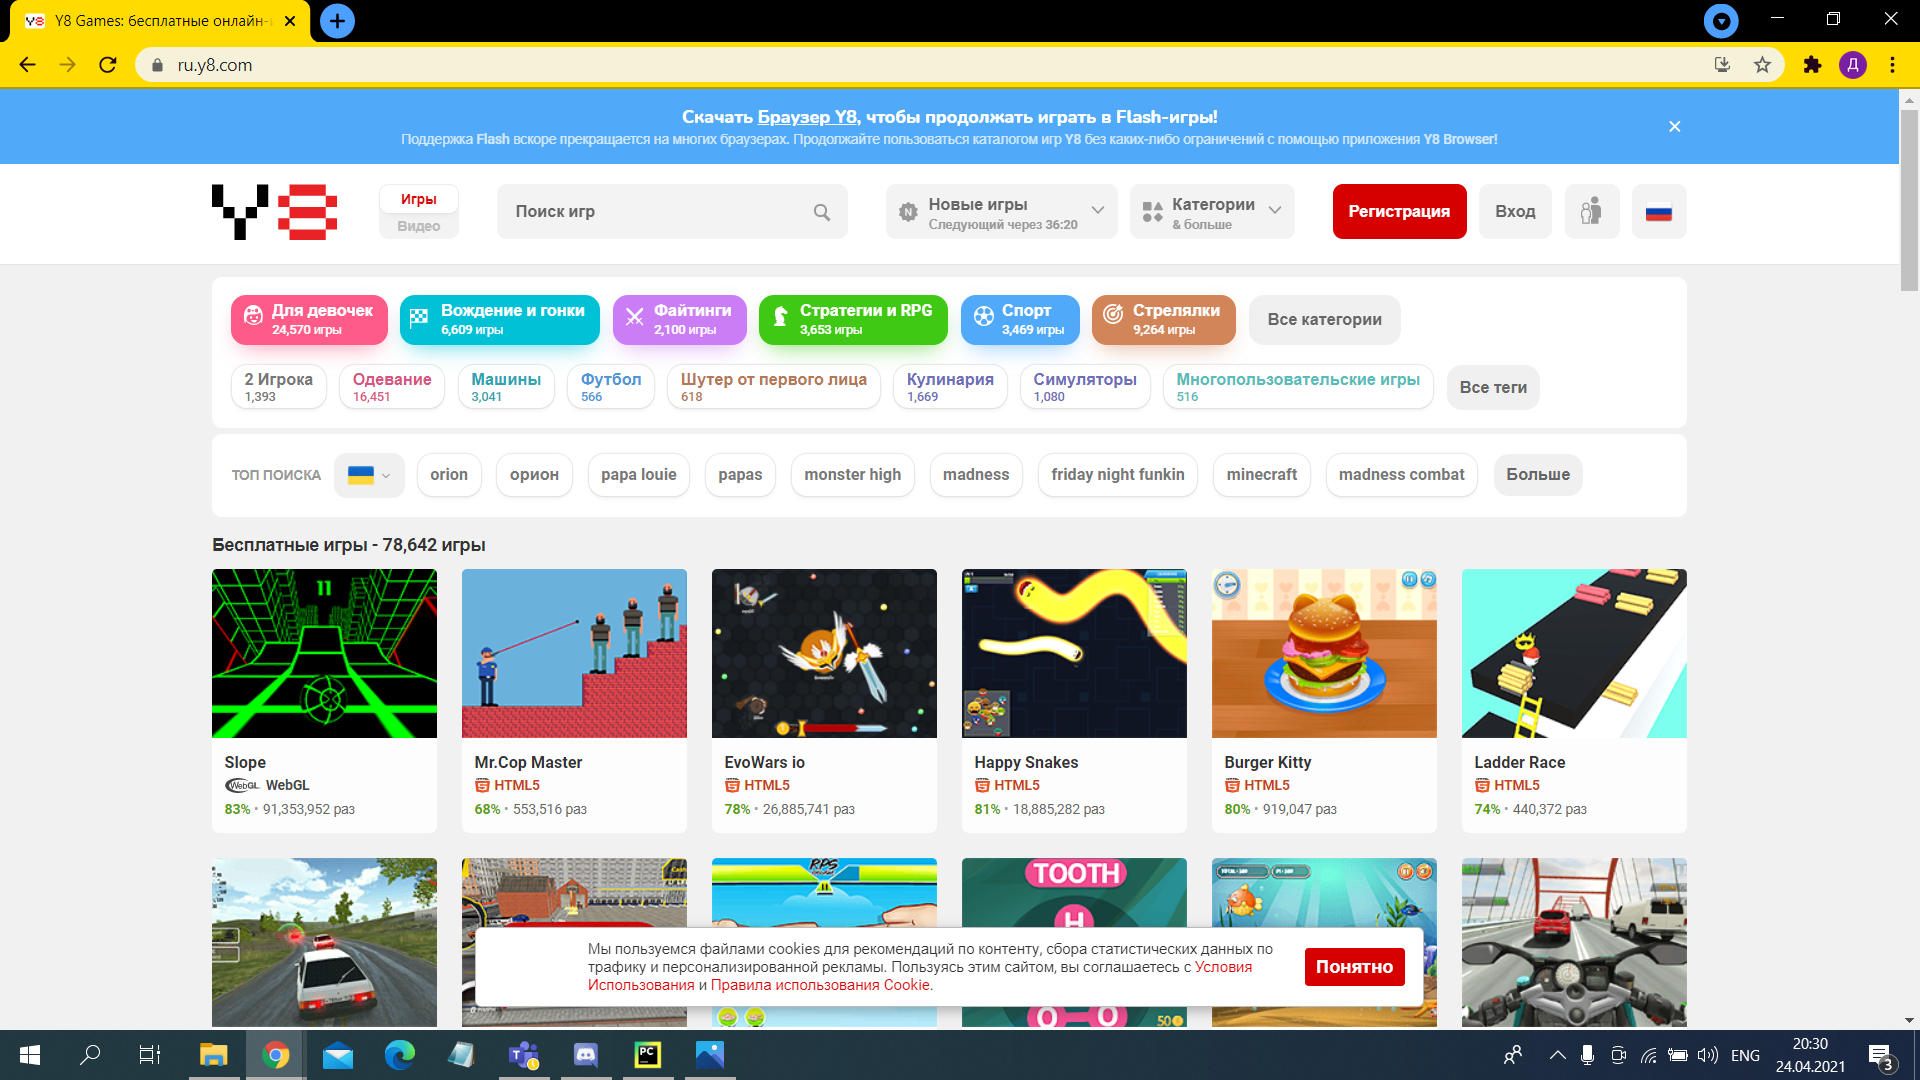 Y8 Games: бесплатные онлайн-
ru.y8.com
Д
Скачать Браузер Y8, чтобы продолжать играть в Flash-игры!
Поддержка Flash вскоре прекращается на многих браузерах. Продолжайте пользоваться каталогом игр Y8 без каких-либо ограничений с помощью приложения Y8 Browser!
Y8
Игры
Видео
Поиск игр
N
Новые игры
Следующий через 36:20
Категории
& больше
Регистрация
Вход
Для девочек
24,570 игры
Вождение и гонки
6,609 игры
Файтинги
2,100 игры
Стратегии и RPG
3,653 игры
Спорт
3,469 игры
Стрелялки
9,264 игры
Все категории
2 Игрока
1,393
Одевание
16,451
Машины
3,041
Футбол
566
Шутер от первого лица
618
Кулинария
1,669
Симуляторы
1,080
Многопользовательские игры
516
Все теги
ТОП ПОИСКА
orion
орион
papa louie
papas
monster high
madness
friday night funkin
minecraft
madness combat
Больше
Бесплатные игры - 78,642 игры
11
Slope
WebGL WebGL
83% • 91,353,952 раз
Mr.Cop Master
HTML5
68% • 553,516 раз
EvoWars io
HTML5
78% • 26,885,741 раз
Happy Snakes
HTML5
81% • 18,885,282 раз
Burger Kitty
HTML5
80% • 919,047 раз
Ladder Race
HTML5
74% • 440,372 раз
RPS
TOOTH
H
O O
50
Мы пользуемся файлами cookies для рекомендаций по контенту, сбора статистических данных по
трафику и персонализированной рекламы. Пользуясь этим сайтом, вы соглашаетесь с Условия
Использования и Правила использования Cookie.
Понятно
PC
ENG
20:30
24.04.2021
3